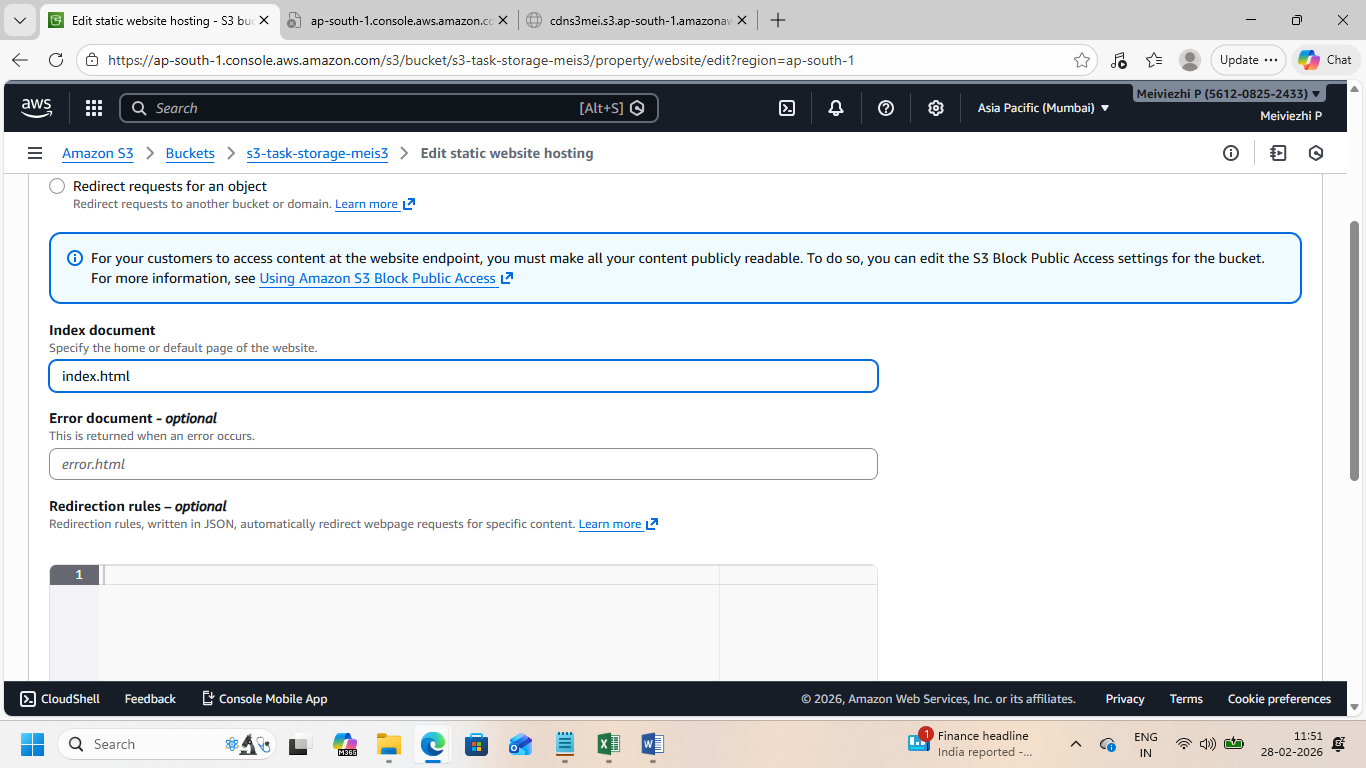 Edit static website hosting - S3 buc
ap-south-1.console.aws.amazon.co
cdns3mei.s3.ap-south-1.amazonaw
https://ap-south-1.console.aws.amazon.com/s3/bucket/s3-task-storage-meis3/property/website/edit?region=ap-south-1
Update
Chat
aws
Search
[Alt+S]
Asia Pacific (Mumbai)
Meiviezhi P (5612-0825-2433)
Meiviezhi P
Amazon S3
Buckets
s3-task-storage-meis3
Edit static website hosting
Redirect requests for an object
Redirect requests to another bucket or domain. Learn more
For your customers to access content at the website endpoint, you must make all your content publicly readable. To do so, you can edit the S3 Block Public Access settings for the bucket.
For more information, see Using Amazon S3 Block Public Access
Index document
Specify the home or default page of the website.
index.html
Error document - optional
This is returned when an error occurs.
error.html
Redirection rules – optional
Redirection rules, written in JSON, automatically redirect webpage requests for specific content. Learn more
1
CloudShell
Feedback
Console Mobile App
© 2026, Amazon Web Services, Inc. or its affiliates.
Privacy
Terms
Cookie preferences
Search
M365
1
Finance headline
India reported -...
ENG
IN
11:51
28-02-2026